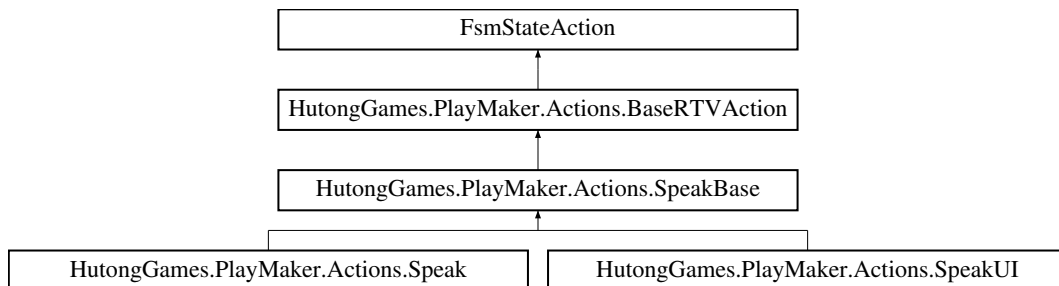 FsmStateAction
HutongGames.PlayMaker.Actions.BaseRTVAction
HutongGames.PlayMaker.Actions.SpeakBase
HutongGames.PlayMaker.Actions.Speak
HutongGames.PlayMaker.Actions.SpeakUI